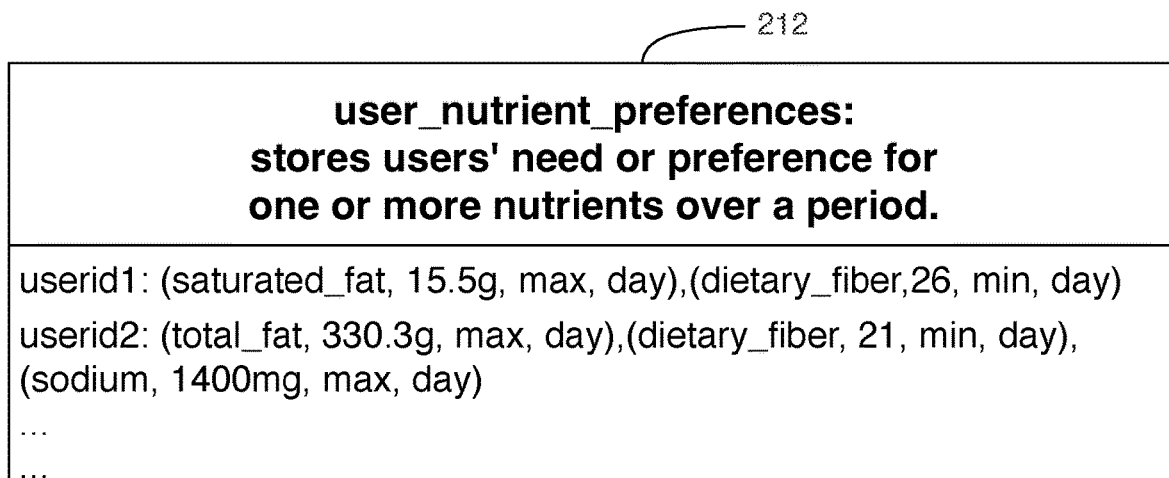 212
user_nutrient_preferences:
stores users' need or preference for
one or more nutrients over a period.
userid1: (saturated_fat, 15.5g, max, day),(dietary_fiber,26, min, day)
userid2: (total_fat, 330.3g, max, day),(dietary_fiber, 21, min, day),
(sodium, 1400mg, max, day)
...
...